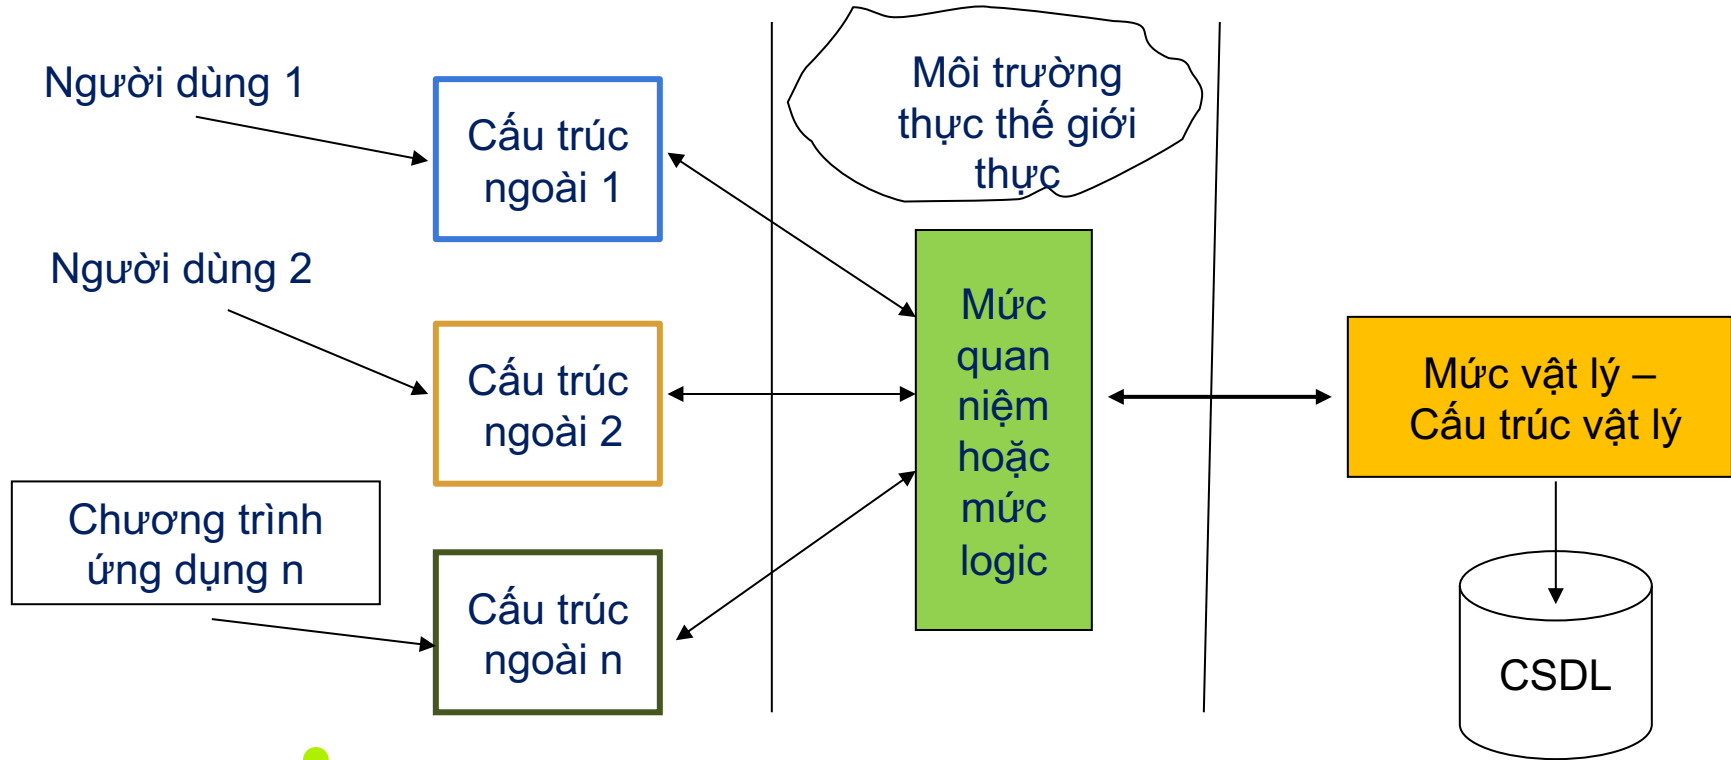 Người dùng 1
Cấu trúc
ngoài 1
Môi trường
thực thế giới
thực
Người dùng 2
Cấu trúc
ngoài 2
Mức
quan
niệm
hoặc
mức
logic
Mức vật lý –
Cấu trúc vật lý
Chương trình
ứng dụng n
Cấu trúc
ngoài n
CSDL